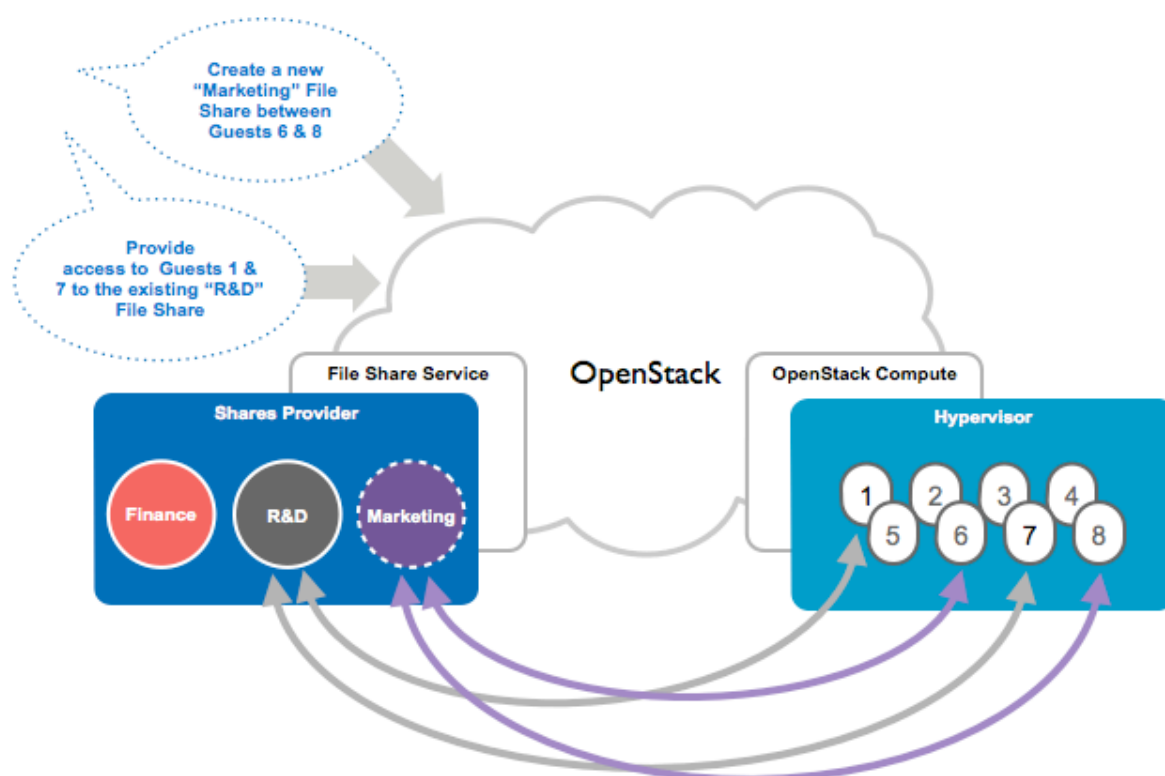 Create a new
“Marketing” File
Share between
Guests 6 & 8
Provide
access to Guests 1 &
7 to the existing “R&D”
File Share
File Share Service
OpenStack
OpenStack Compute
Shares Provider
Hypervisor
Finance
R&D
Marketing
1
2
3
4
5
6
7
8